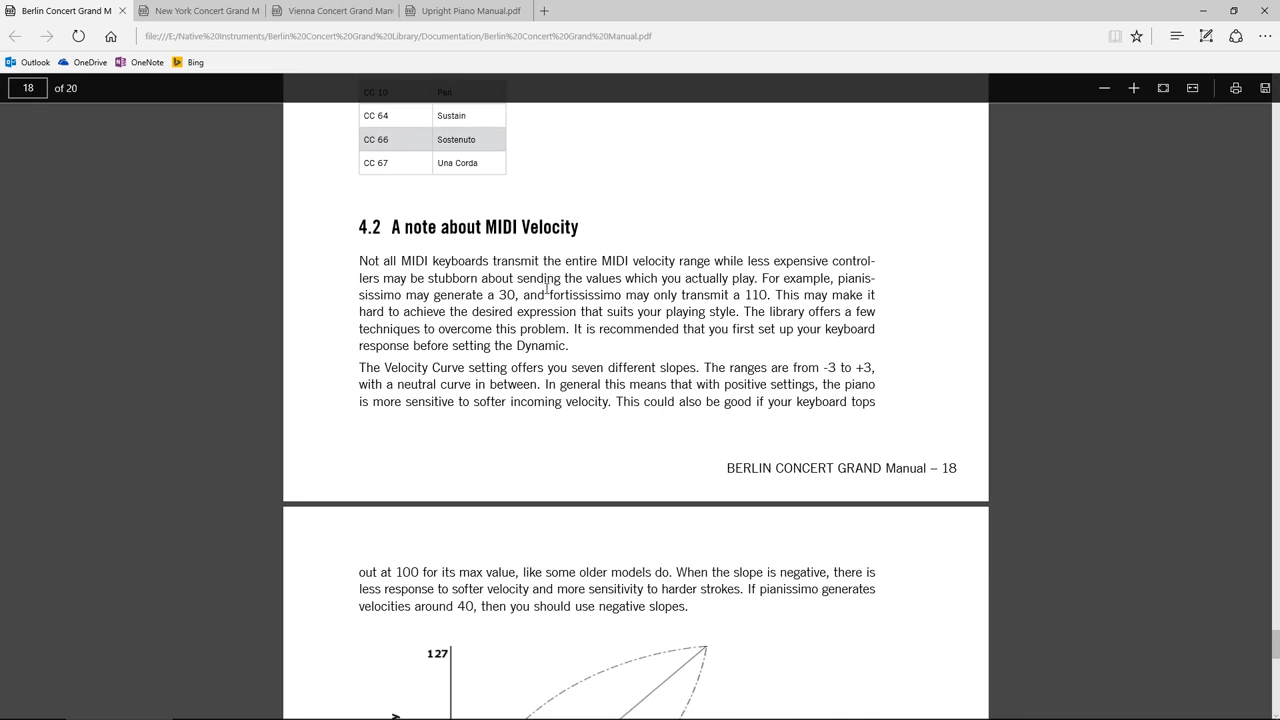 Berlin Concert Grand M
New York Concert Grand M
Vienna Concert Grand Man
Upright Piano Manual.pdf
file:///E:/Native%20Instruments/Berlin%20Concert%20Grand%20Library/Documentation/Berlin%20Concert%20Grand%20Manual.pdf
Outlook
OneDrive
OneNote
Bing
18 of 20
CC 10 Pan
CC 64 Sustain
CC 66 Sostenuto
CC 67 Una Corda
4.2 A note about MIDI Velocity
Not all MIDI keyboards transmit the entire MIDI velocity range while less expensive control-
lers may be stubborn about sending the values which you actually play. For example, pianis-
sissimo may generate a 30, and fortississimo may only transmit a 110. This may make it
hard to achieve the desired expression that suits your playing style. The library offers a few
techniques to overcome this problem. It is recommended that you first set up your keyboard
response before setting the Dynamic.
The Velocity Curve setting offers you seven different slopes. The ranges are from -3 to +3,
with a neutral curve in between. In general this means that with positive settings, the piano
is more sensitive to softer incoming velocity. This could also be good if your keyboard tops
BERLIN CONCERT GRAND Manual – 18
out at 100 for its max value, like some older models do. When the slope is negative, there is
less response to softer velocity and more sensitivity to harder strokes. If pianissimo generates
velocities around 40, then you should use negative slopes.
127